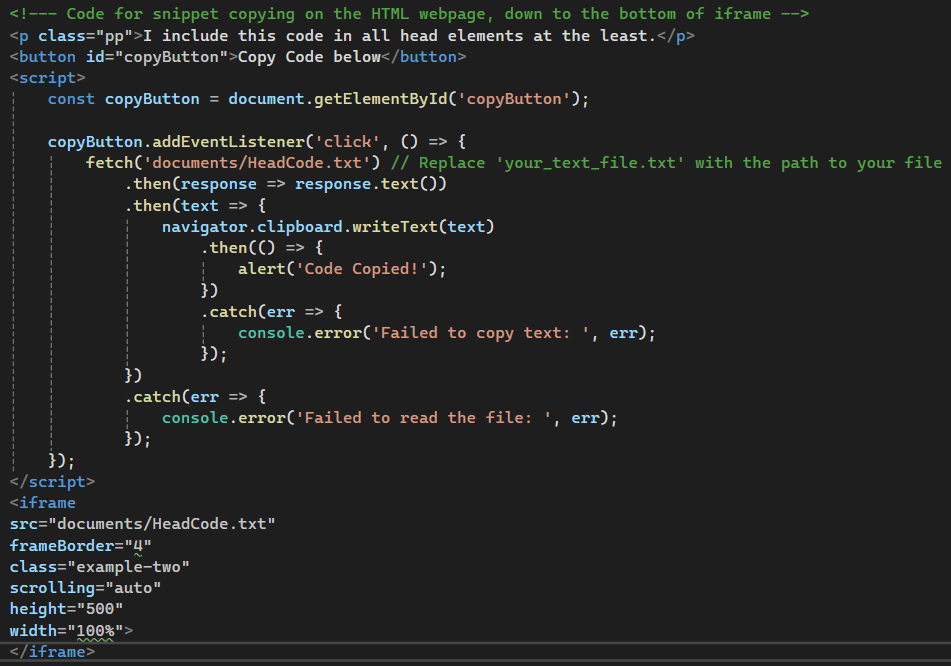 <!--- Code for snippet copying on the HTML webpage, down to the bottom of iframe -->
<p class="pp">I include this code in all head elements at the least.</p>
<button id="copyButton">Copy Code below</button>
<script>
    const copyButton = document.getElementById('copyButton');

    copyButton.addEventListener('click', () => {
        fetch('documents/HeadCode.txt') // Replace 'your_text_file.txt' with the path to your file
            .then(response => response.text())
            .then(text => {
                navigator.clipboard.writeText(text)
                    .then(() => {
                        alert('Code Copied!');
                    })
                    .catch(err => {
                        console.error('Failed to copy text: ', err);
                    });
            })
            .catch(err => {
                console.error('Failed to read the file: ', err);
            });
    });
</script>
<iframe
src="documents/HeadCode.txt"
frameBorder="4"
class="example-two"
scrolling="auto"
height="500"
width="100%">
</iframe>